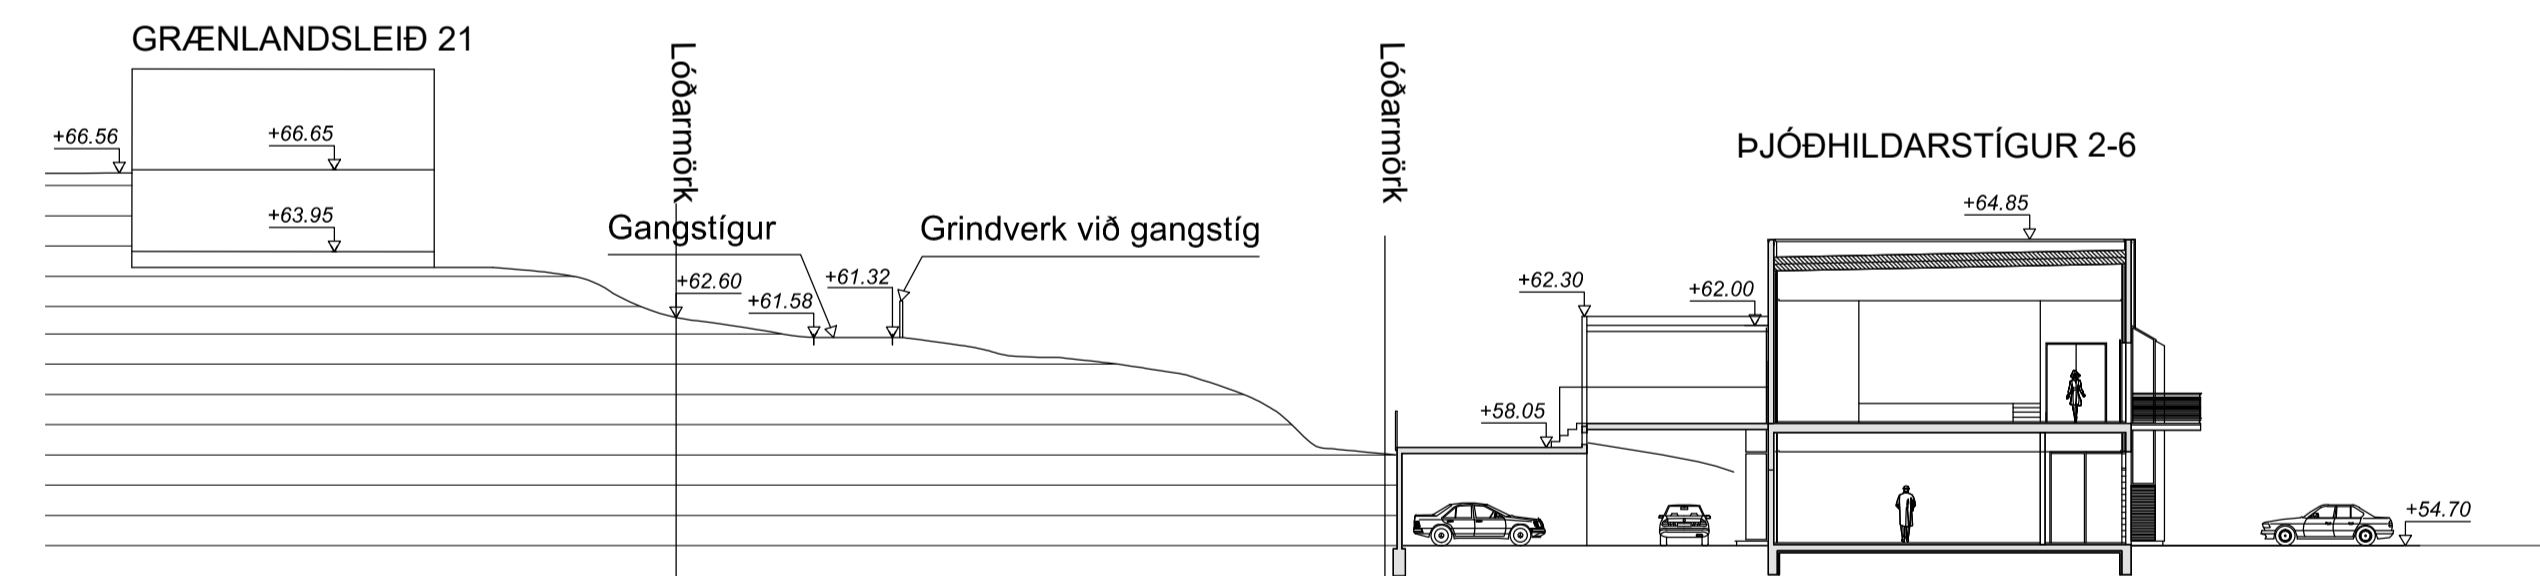 GRÆNLANDSLEIÐ 21
Lóðarmörk
Lóðarmörk
+66.56
+66.65
ÞJÓÐHILDARSTÍGUR 2-6
+63.95
+64.85
Gangstígur
Grindverk við gangstíg
+62.60
+61.58
+61.32
+62.30
+62.00
+58.05
+54.70